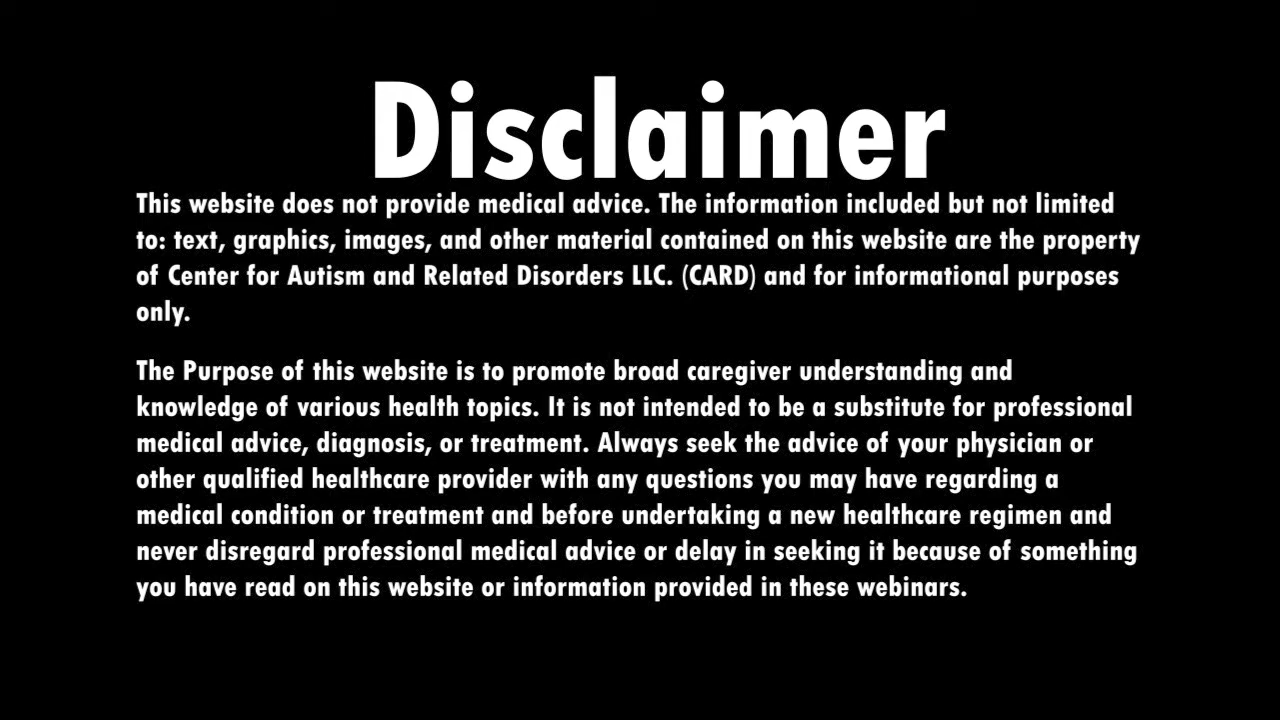 Disclaimer
This website does not provide medical advice. The information included but not limited
to: text, graphics, images, and other material contained on this website are the property
of Center for Autism and Related Disorders LLC. (CARD) and for informational purposes
only.
The Purpose of this website is to promote broad caregiver understanding and
knowledge of various health topics. It is not intended to be a substitute for professional
medical advice, diagnosis, or treatment. Always seek the advice of your physician or
other qualified healthcare provider with any questions you may have regarding a
medical condition or treatment and before undertaking a new healthcare regimen and
never disregard professional medical advice or delay in seeking it because of something
you have read on this website or information provided in these webinars.